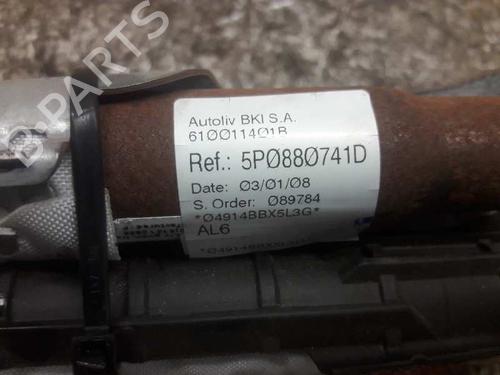 B-PARTS
Autoliv BKI S.A.
610011401B
Ref.: 5P0880741D
Date: 03/01/08
S. Order: 089784
*04914BBX5L3G*
AL6